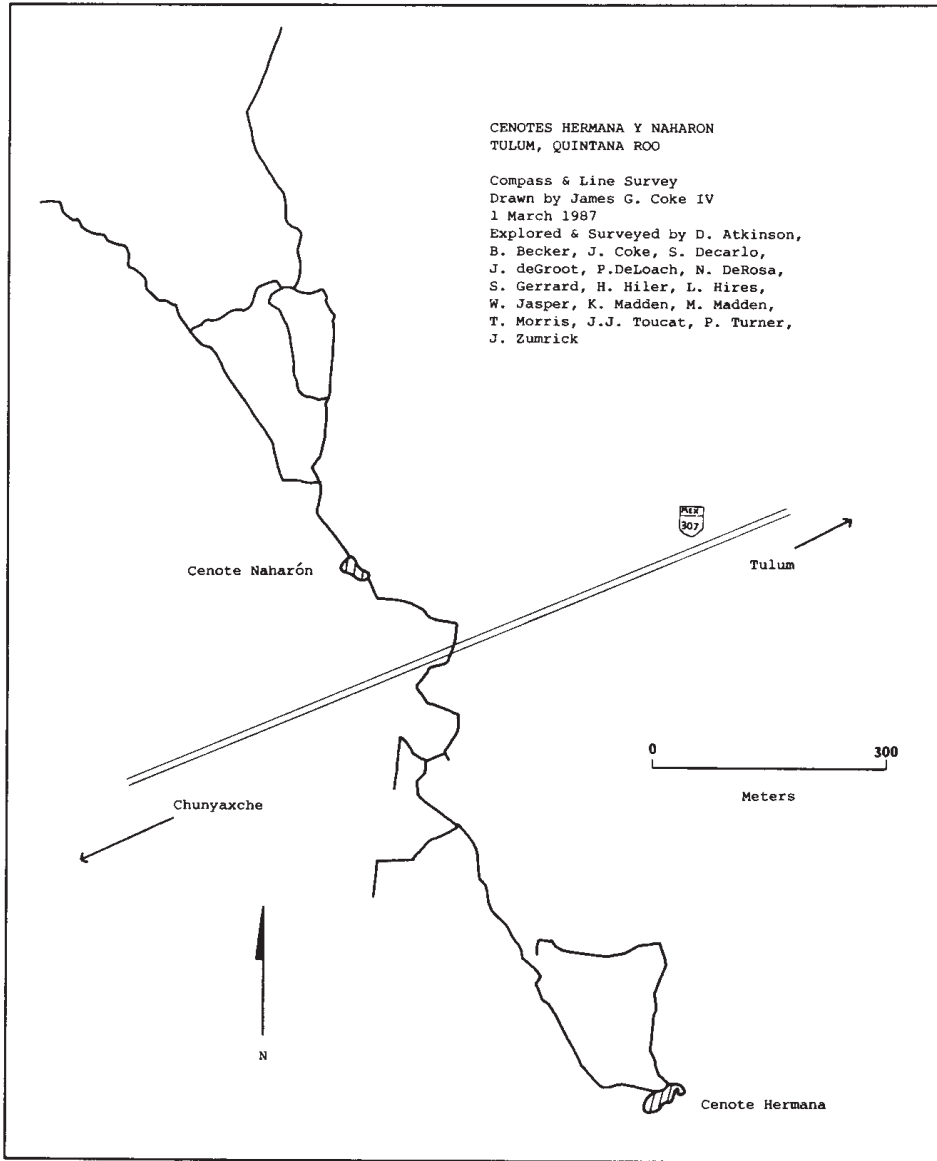 CENOTES HERMANA Y NAHARON
TULUM, QUINTANA ROO
Compass & Line Survey
Drawn by James G. Coke IV
1 March 1987
Explored & Surveyed by D. Atkinson,
B. Becker, J. Coke, S. Decarlo,
J. deGroot, P.DeLoach, N. DeRosa,
S. Gerrard, H. Hiler, L. Hires,
W. Jasper, K. Madden, M. Madden,
T. Morris, J.J. Toucat, P. Turner,
J. Zumrick
MEX
307
Tulum
Cenote Naharón
0 300
Meters
Chunyaxche
N
Cenote Hermana